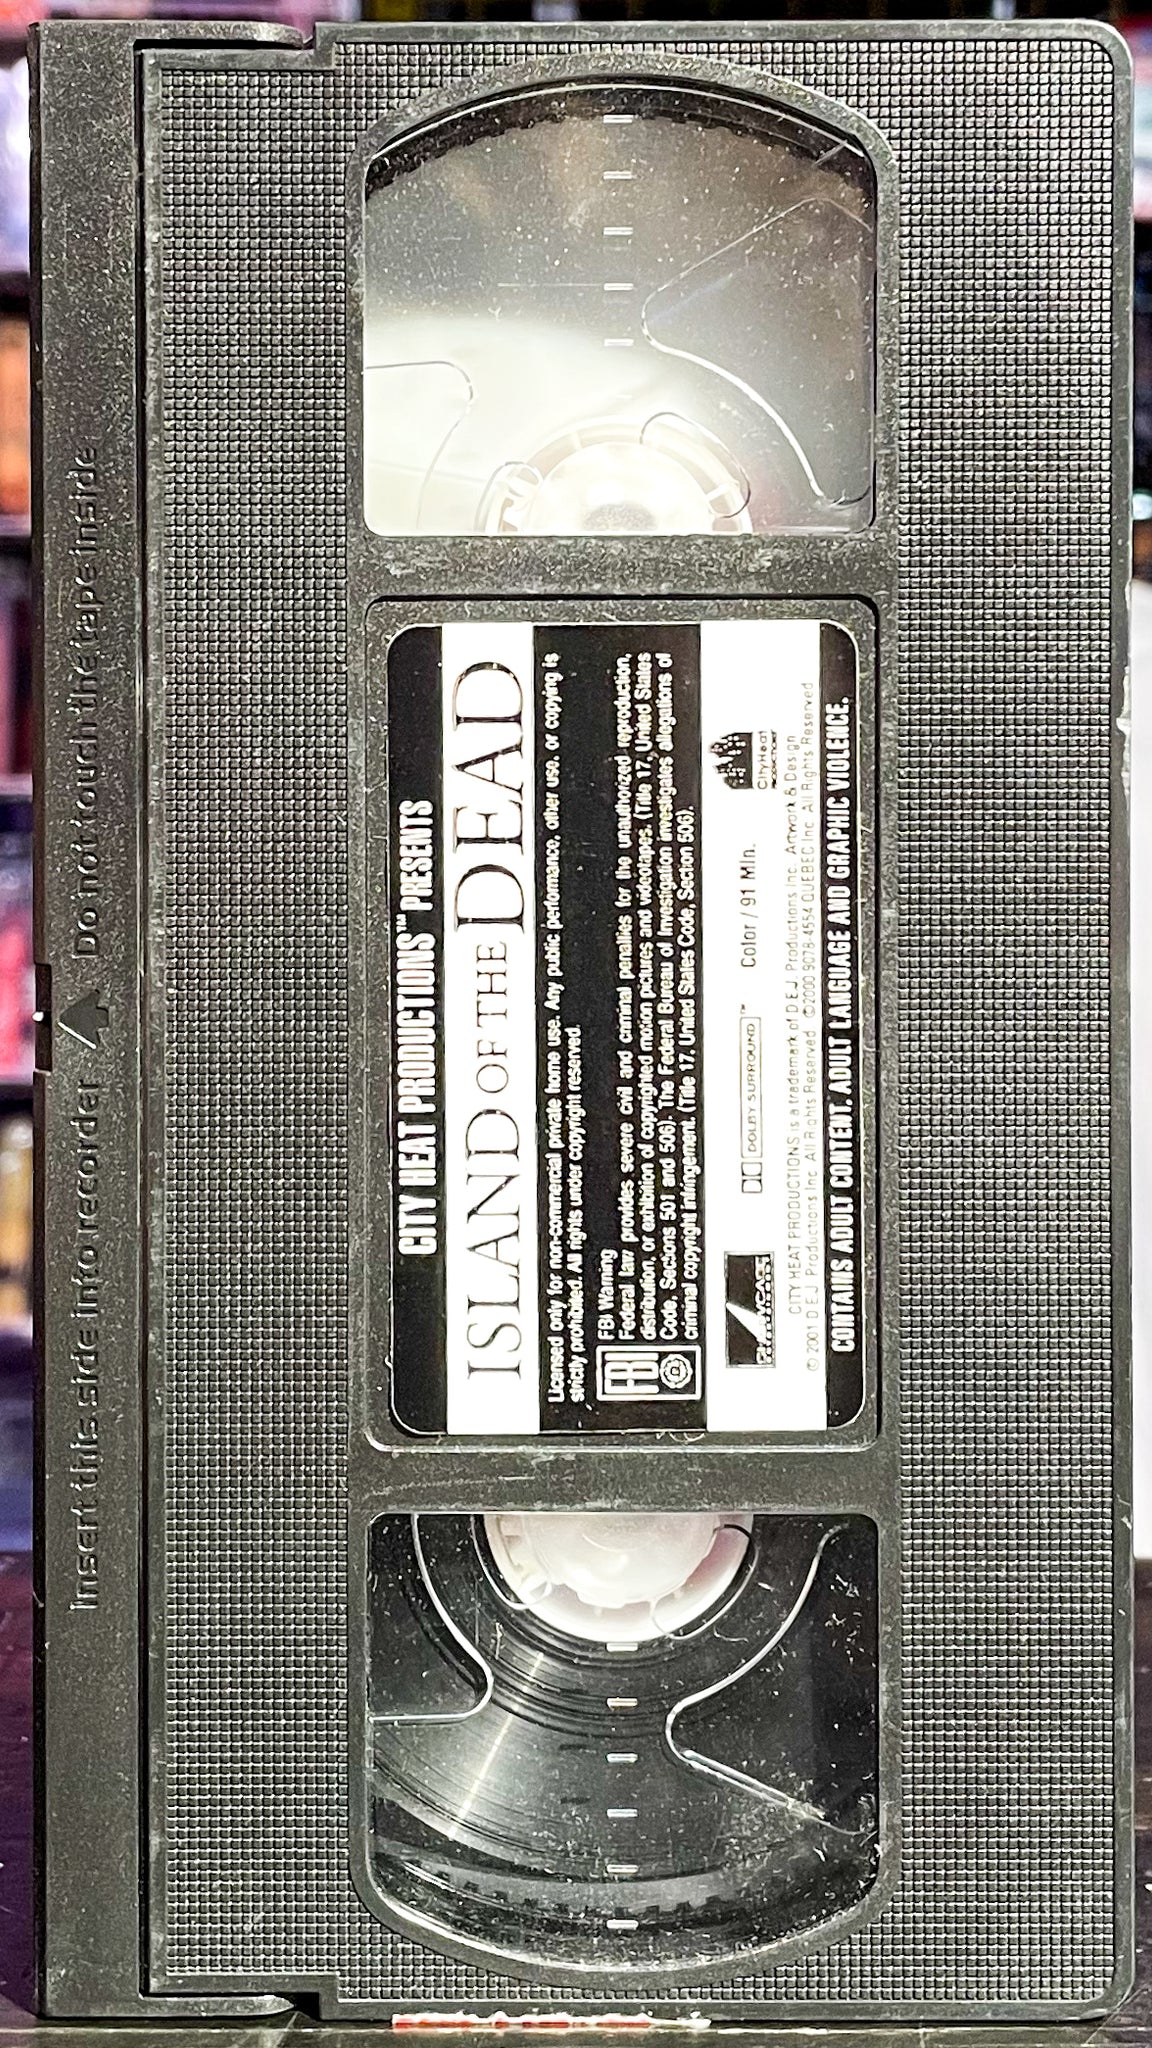 Insert this side into recorder
Do not touch the tape inside
CITY HEAT PRODUCTIONS™ PRESENTS
ISLAND OF THE DEAD
Licensed only for non-commercial private home use. Any public performance, other use, or copying is
strictly prohibited. All rights under copyright reserved.
FBI
FBI Warning
Federal law provides severe civil and criminal penalties for the unauthorized reproduction,
distribution, or exhibition of copyrighted motion pictures and videotapes. (Title 17, United States
Code, Sections 501 and 506). The Federal Bureau of Investigation investigates allegations of
criminal copyright infringement. (Title 17, United States Code, Section 506).
DOLBY SURROUND™
Color / 91 Min.
CityHeat
PRODUCTIONS
CITY HEAT PRODUCTIONS is a trademark of D.E.J. Productions Inc. Artwork & Design
©2001 D.E.J. Productions Inc. All Rights Reserved. ©2000 9078-4554 QUEBEC Inc. All Rights Reserved
CONTAINS ADULT CONTENT, ADULT LANGUAGE AND GRAPHIC VIOLENCE.